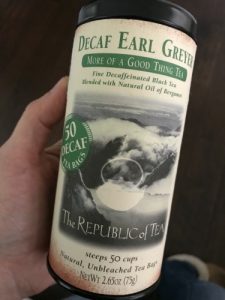 DECAF EARL GREYER
MORE OF A GOOD THING TEA
Fine Decaffeinated Black Tea
Blended with Natural Oil of Bergamot
50
DECAF
TEA BAGS
The REPUBLIC of TEA
steeps 50 cups
Natural, Unbleached Tea Bags
NET WT 2.65oz (75g)